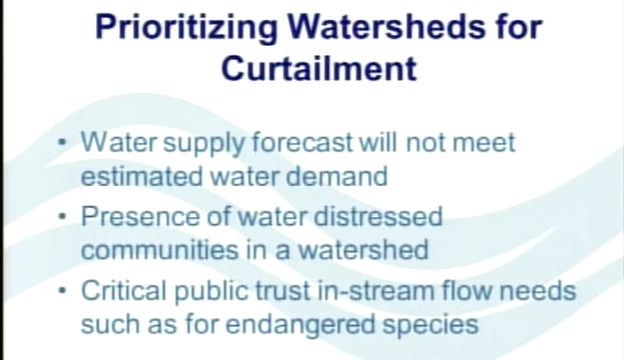 Prioritizing Watersheds for
Curtailment
• Water supply forecast will not meet
estimated water demand
• Presence of water distressed
communities in a watershed
• Critical public trust in-stream flow needs
such as for endangered species